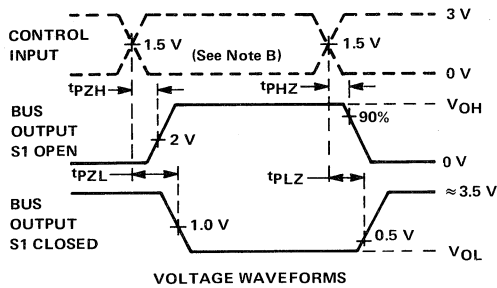 3 V
CONTROL
INPUT
1.5 V
(See Note B)
1.5 V
0 V
tPZH
tPHZ
BUS
OUTPUT
S1 OPEN
2 V
90%
VOH
0 V
tPZL
tPLZ
≈3.5 V
BUS
OUTPUT
S1 CLOSED
1.0 V
0.5 V
VOL
VOLTAGE WAVEFORMS